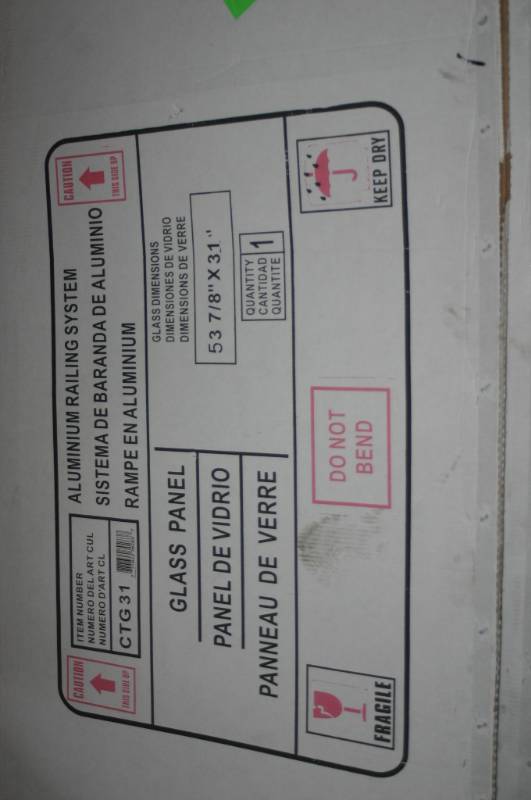 CAUTION
THIS SIDE UP
ITEM NUMBER
NUMERO DEL ART CUL
NUMERO D'ART CL
CTG31
ALUMINIUM RAILING SYSTEM
SISTEMA DE BARANDA DE ALUMINIO
RAMPE EN ALUMINIUM
CAUTION
THIS SIDE UP
GLASS PANEL
PANEL DE VIDRIO
PANNEAU DE VERRE
GLASS DIMENSIONS
DIMENSIONES DE VIDRIO
DIMENSIONS DE VERRE
53 7/8" X 31"
QUANTITY
CANTIDAD
QUANTITE
1
FRAGILE
DO NOT
BEND
KEEP DRY